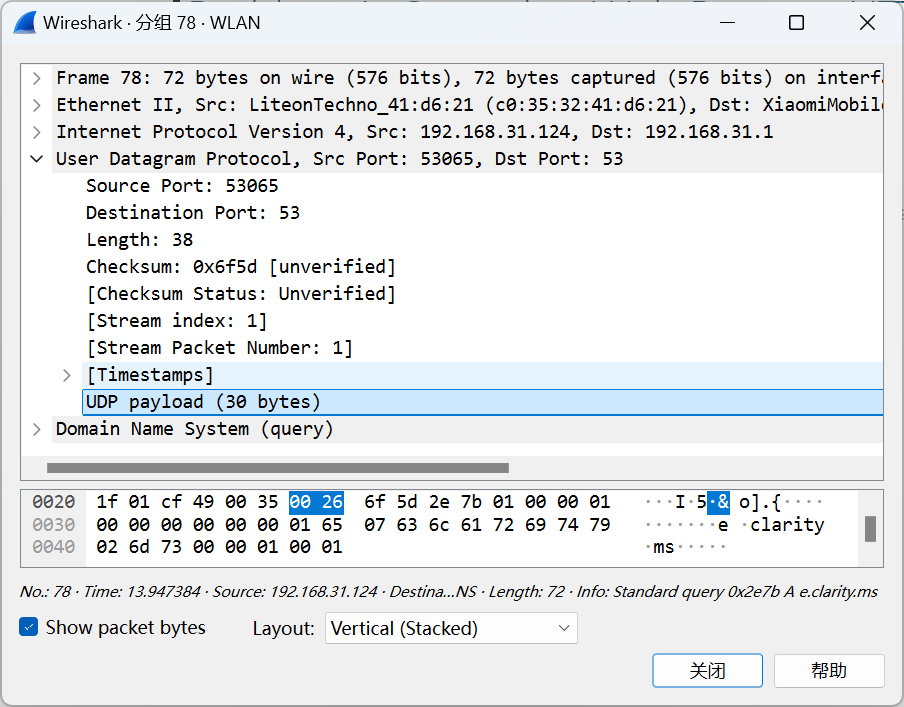 Wireshark · 分组 78 · WLAN
Frame 78: 72 bytes on wire (576 bits), 72 bytes captured (576 bits) on interfa
Ethernet II, Src: LiteonTechno_41:d6:21 (c0:35:32:41:d6:21), Dst: XiaomiMobile
Internet Protocol Version 4, Src: 192.168.31.124, Dst: 192.168.31.1
User Datagram Protocol, Src Port: 53065, Dst Port: 53
Source Port: 53065
Destination Port: 53
Length: 38
Checksum: 0x6f5d [unverified]
[Checksum Status: Unverified]
[Stream index: 1]
[Stream Packet Number: 1]
[Timestamps]
UDP payload (30 bytes)
Domain Name System (query)
0020 1f 01 cf 49 00 35 00 26 6f 5d 2e 7b 01 00 00 01 ···I·5·& o].{····
0030 00 00 00 00 00 00 01 65 07 63 6c 61 72 69 74 79 ·······e ·clarity
0040 02 6d 73 00 00 01 00 01 ·ms·····
No.: 78 · Time: 13.947384 · Source: 192.168.31.124 · Destina...NS · Length: 72 · Info: Standard query 0x2e7b A e.clarity.ms
Show packet bytes Layout: Vertical (Stacked)
关闭 帮助